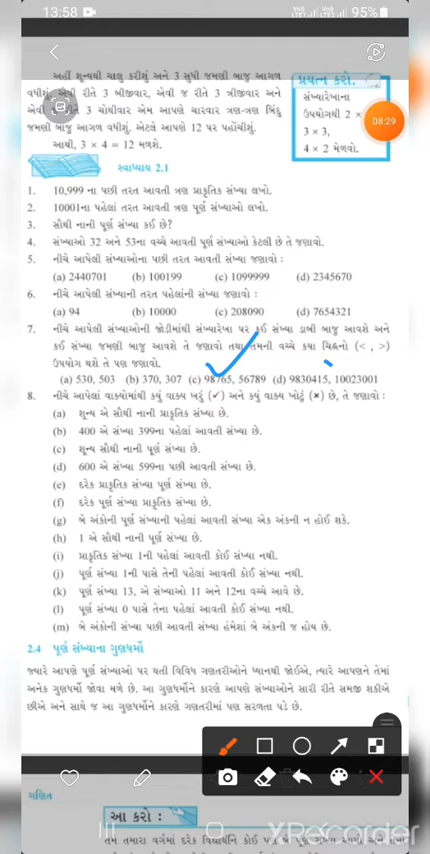 13:58
95%
અહીં શૂન્યથી ચાલુ કરીશું અને 3 સુધી જમણી બાજુ આગળ
વધીશું. એવી રીતે 3 બીજીવાર, એવી જ રીતે 3 ત્રીજીવાર અને
એવી રીતે 3 ચોથીવાર એમ આપણે ચારવાર ત્રણ-ત્રણ બિંદુ
જમણી બાજુ આગળ વધીશું. એટલે આપણે 12 પર પહોંચીશું.
આથી, 3 × 4 = 12 મળશે.
પ્રયત્ન કરો.
સંખ્યારેખાના
ઉપયોગથી 2 ×
3 × 3,
4 × 2 મેળવો.
08:29
સ્વાધ્યાય 2.1
1. 10,999 ના પછી તરત આવતી ત્રણ પ્રાકૃતિક સંખ્યા લખો.
2. 10001ના પહેલાં તરત આવતી ત્રણ પૂર્ણ સંખ્યાઓ લખો.
3. સૌથી નાની પૂર્ણ સંખ્યા કઈ છે?
4. સંખ્યાઓ 32 અને 53ના વચ્ચે આવતી પૂર્ણ સંખ્યાઓ કેટલી છે તે જણાવો.
5. નીચે આપેલી સંખ્યાઓના પછી તરત આવતી સંખ્યા જણાવો :
(a) 2440701 (b) 100199 (c) 1099999 (d) 2345670
6. નીચે આપેલી સંખ્યાની તરત પહેલાંની સંખ્યા જણાવો :
(a) 94 (b) 10000 (c) 208090 (d) 7654321
7. નીચે આપેલી સંખ્યાઓની જોડીમાંથી સંખ્યારેખા પર કઈ સંખ્યા ડાબી બાજુ આવશે અને
કઈ સંખ્યા જમણી બાજુ આવશે તે જણાવો તથા તેમની વચ્ચે કયા ચિહ્નનો (< , >)
ઉપયોગ થશે તે પણ જણાવો.
(a) 530, 503 (b) 370, 307 (c) 98765, 56789 (d) 9830415, 10023001
8. નીચે આપેલાં વાક્યોમાંથી કયું વાક્ય ખરું (✓) અને કયું વાક્ય ખોટું (×) છે, તે જણાવો :
(a) શૂન્ય એ સૌથી નાની પ્રાકૃતિક સંખ્યા છે.
(b) 400 એ સંખ્યા 399ના પહેલાં આવતી સંખ્યા છે.
(c) શૂન્ય સૌથી નાની પૂર્ણ સંખ્યા છે.
(d) 600 એ સંખ્યા 599ના પછી આવતી સંખ્યા છે.
(e) દરેક પ્રાકૃતિક સંખ્યા પૂર્ણ સંખ્યા છે.
(f) દરેક પૂર્ણ સંખ્યા પ્રાકૃતિક સંખ્યા છે.
(g) બે અંકોની પૂર્ણ સંખ્યાની પહેલાં આવતી સંખ્યા એક અંકની ન હોઈ શકે.
(h) 1 એ સૌથી નાની પૂર્ણ સંખ્યા છે.
(i) પ્રાકૃતિક સંખ્યા 1ની પહેલાં આવતી કોઈ સંખ્યા નથી.
(j) પૂર્ણ સંખ્યા 1ની પાસે તેની પહેલાં આવતી કોઈ સંખ્યા નથી.
(k) પૂર્ણ સંખ્યા 13, એ સંખ્યાઓ 11 અને 12ના વચ્ચે આવે છે.
(l) પૂર્ણ સંખ્યા 0 પાસે તેના પહેલાં આવતી કોઈ સંખ્યા નથી.
(m) બે અંકોની સંખ્યા પછી આવતી સંખ્યા હંમેશાં બે અંકની જ હોય છે.
2.4 પૂર્ણ સંખ્યાના ગુણધર્મો
જ્યારે આપણે પૂર્ણ સંખ્યાઓ પર થતી વિવિધ ગણતરીઓને ધ્યાનથી જોઈએ, ત્યારે આપણને તેમાં
અનેક ગુણધર્મો જોવા મળે છે. આ ગુણધર્મોને કારણે આપણે સંખ્યાઓને સારી રીતે સમજી શકીએ
છીએ અને સાથે જ આ ગુણધર્મોને કારણે ગણતરીમાં પણ સરળતા પડે છે.
ગણિત
આ કરો :
તમે તમારા વર્ગમાં દરેક વિદ્યાર્થીને કોઈ પણ બે પૂર્ણ
XRecorder